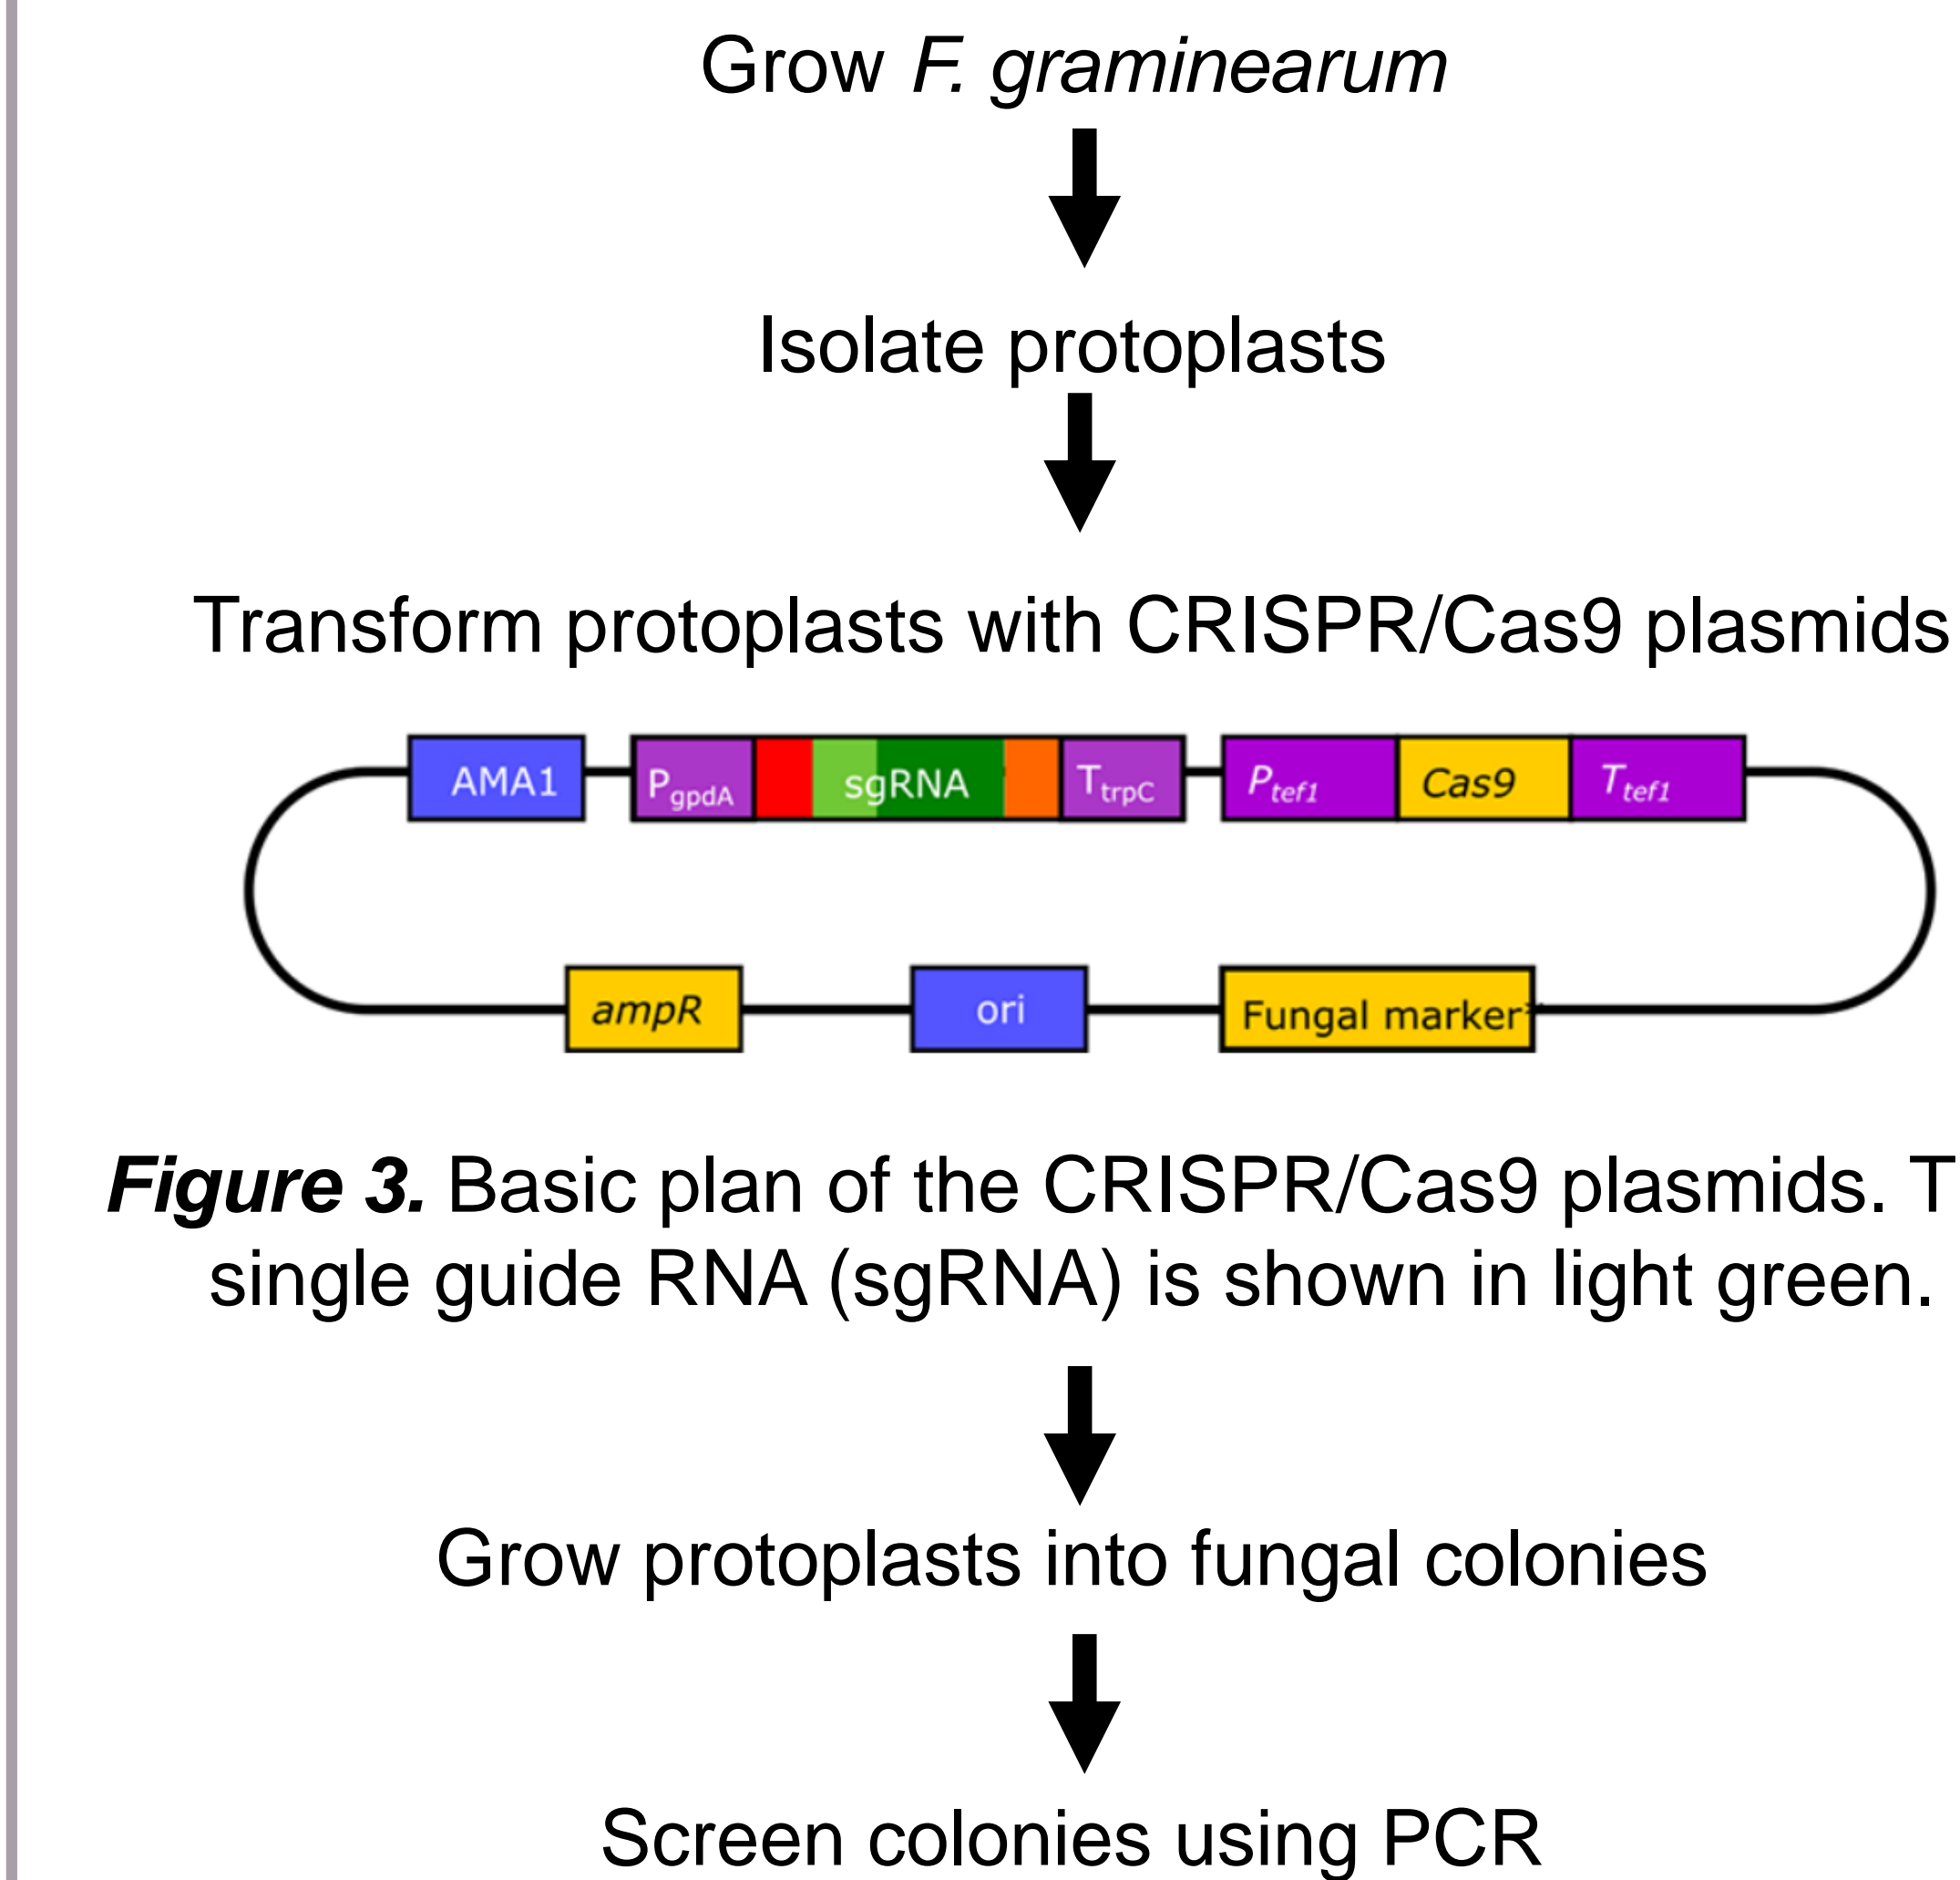 Grow F. graminearum
Isolate protoplasts
Transform protoplasts with CRISPR/Cas9 plasmids
AMA1 PgpdA sgRNA TtrpC Ptef1 Cas9 Ttef1
ampR ori Fungal marker*
Figure 3. Basic plan of the CRISPR/Cas9 plasmids. T
single guide RNA (sgRNA) is shown in light green.
Grow protoplasts into fungal colonies
Screen colonies using PCR